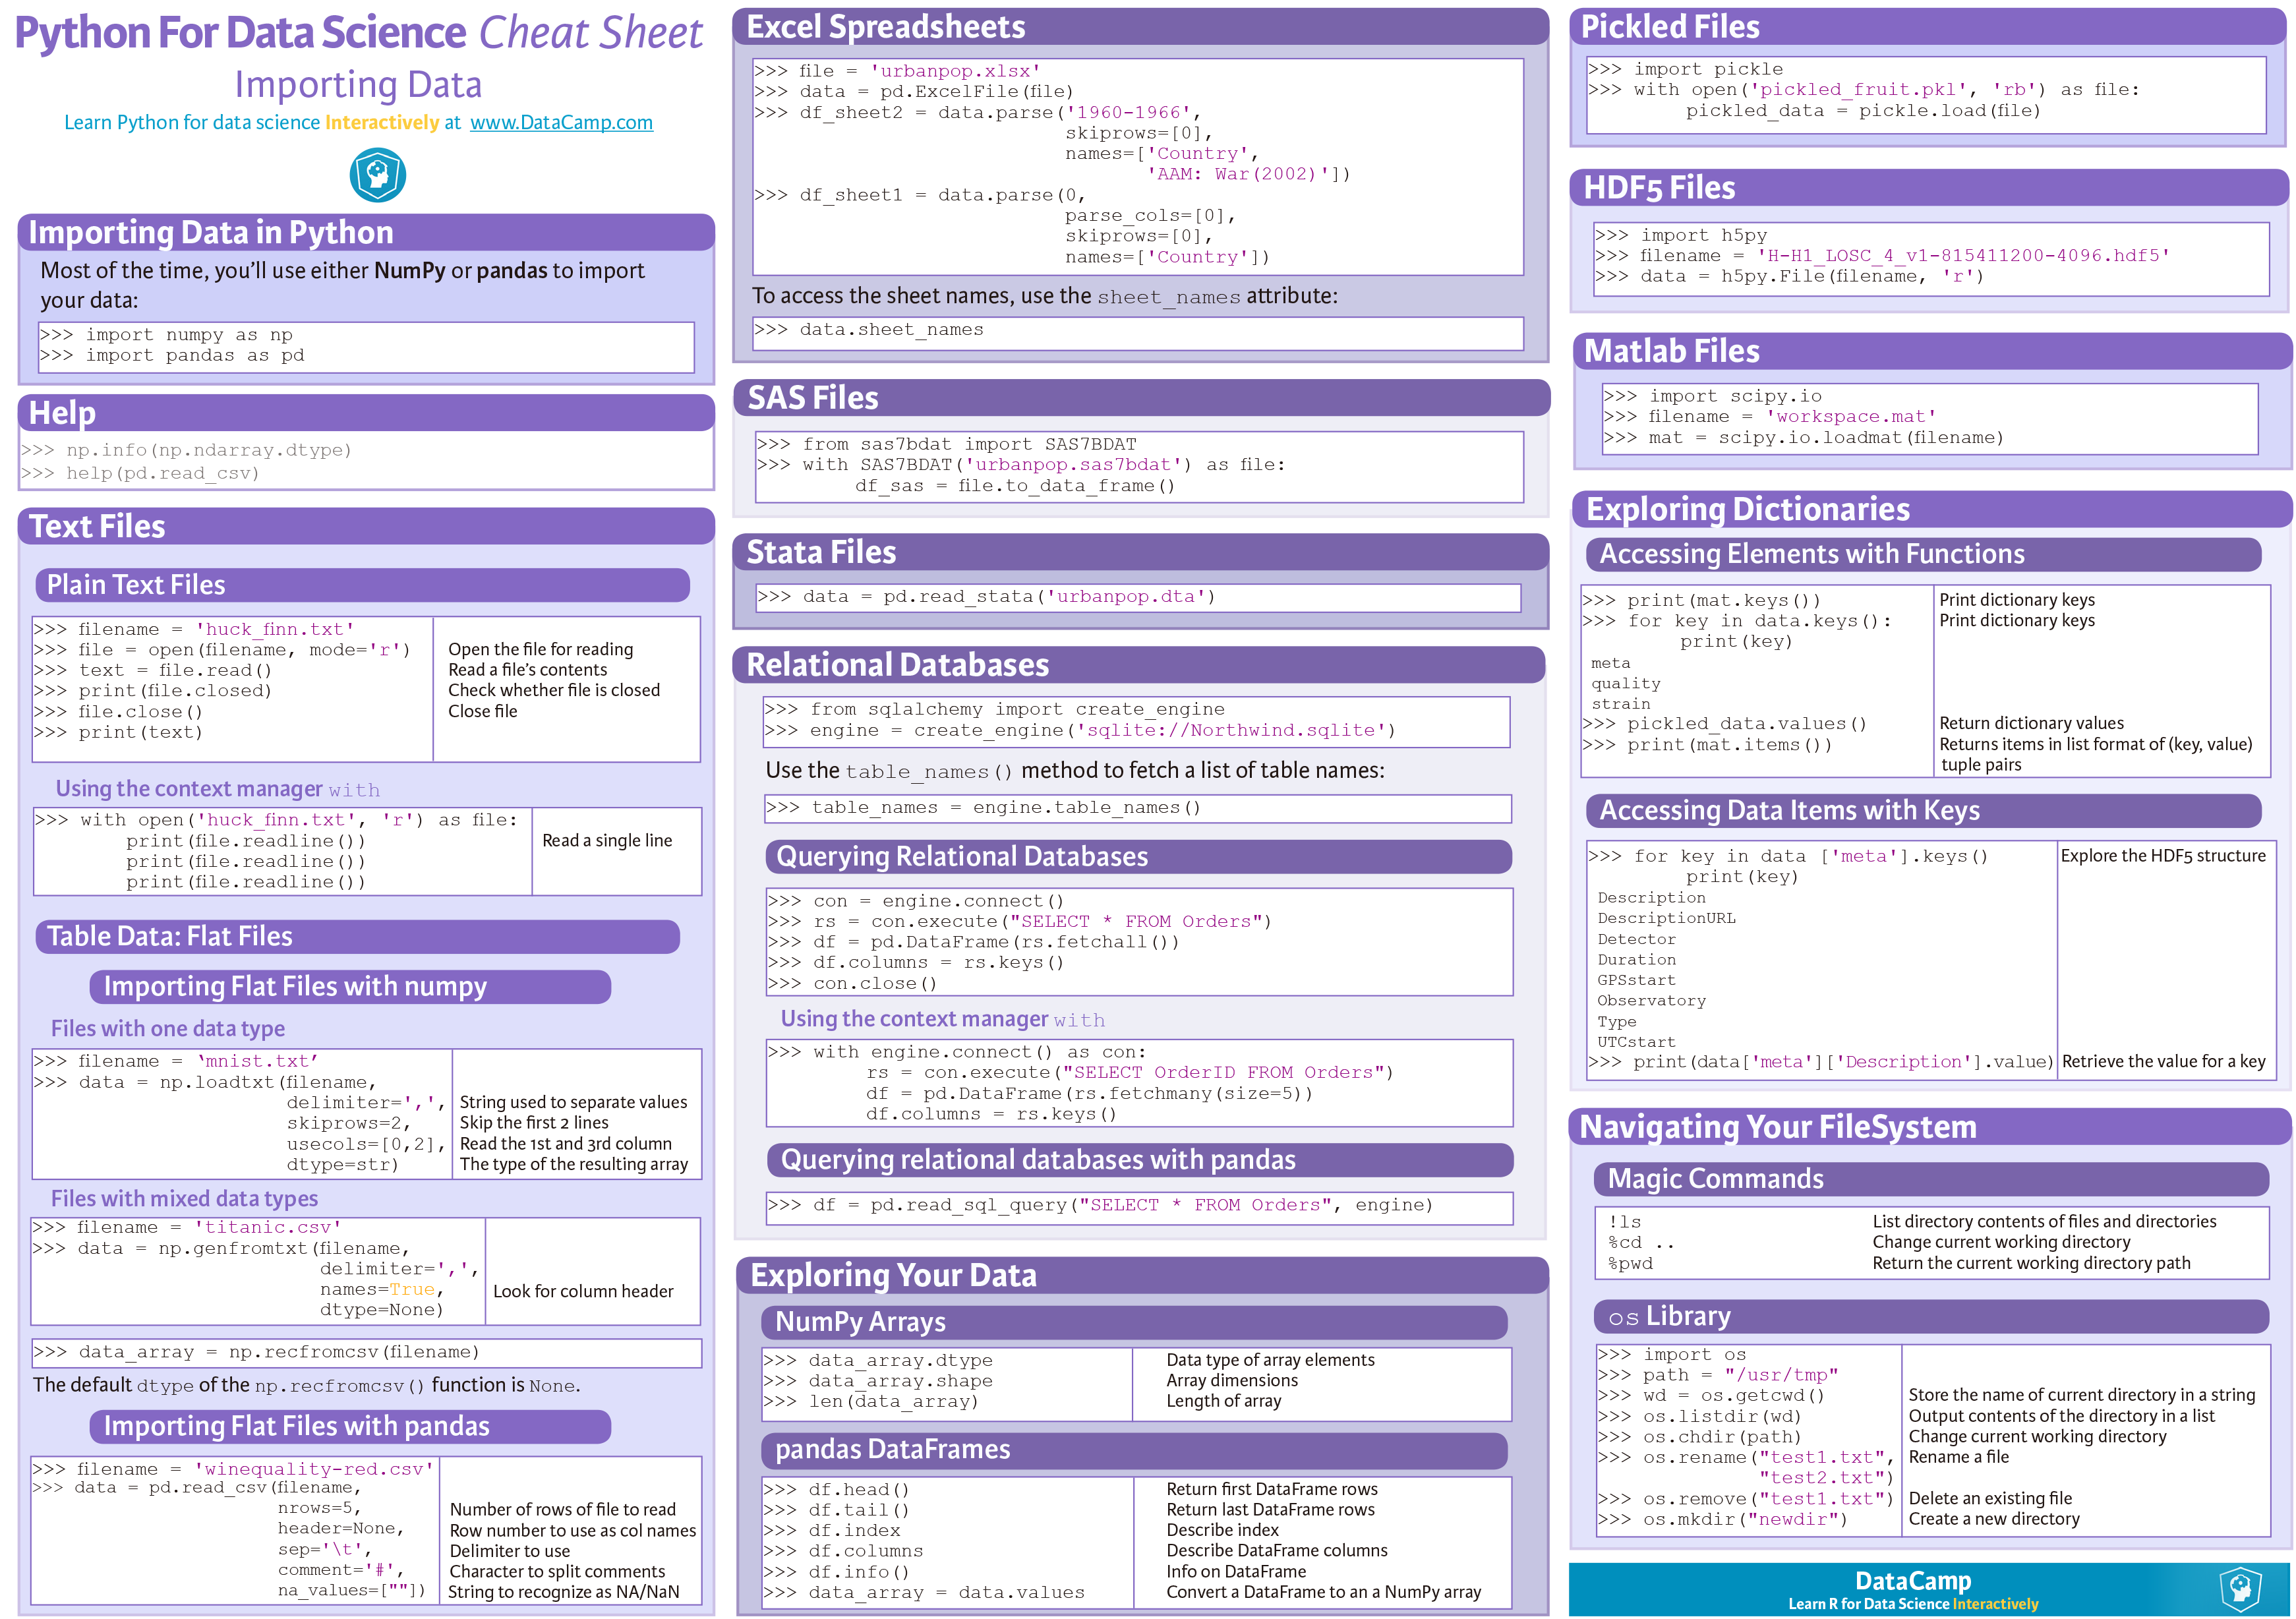 Python For Data Science Cheat Sheet
Importing Data
Learn Python for data science Interactively at www.DataCamp.com
Importing Data in Python
Most of the time, you'll use either NumPy or pandas to import
your data:
>>> import numpy as np
>>> import pandas as pd
Help
>>> np.info(np.ndarray.dtype)
>>> help(pd.read_csv)
Text Files
Plain Text Files
>>> filename = 'huck_finn.txt'
>>> file = open(filename, mode='r') Open the file for reading
>>> text = file.read() Read a file's contents
>>> print(file.closed) Check whether file is closed
>>> file.close() Close file
>>> print(text)
Using the context manager with
>>> with open('huck_finn.txt', 'r') as file:
print(file.readline()) Read a single line
print(file.readline())
print(file.readline())
Table Data: Flat Files
Importing Flat Files with numpy
Files with one data type
>>> filename = ‘mnist.txt’
>>> data = np.loadtxt(filename,
delimiter=',', String used to separate values
skiprows=2, Skip the first 2 lines
usecols=[0,2], Read the 1st and 3rd column
dtype=str) The type of the resulting array
Files with mixed data types
>>> filename = 'titanic.csv'
>>> data = np.genfromtxt(filename,
delimiter=',',
names=True, Look for column header
dtype=None)
>>> data_array = np.recfromcsv(filename)
The default dtype of the np.recfromcsv() function is None.
Importing Flat Files with pandas
>>> filename = 'winequality-red.csv'
>>> data = pd.read_csv(filename,
nrows=5, Number of rows of file to read
header=None, Row number to use as col names
sep='\t', Delimiter to use
comment='#', Character to split comments
na_values=[""]) String to recognize as NA/NaN
Excel Spreadsheets
>>> file = 'urbanpop.xlsx'
>>> data = pd.ExcelFile(file)
>>> df_sheet2 = data.parse('1960-1966',
skiprows=[0],
names=['Country',
'AAM: War(2002)'])
>>> df_sheet1 = data.parse(0,
parse_cols=[0],
skiprows=[0],
names=['Country'])
To access the sheet names, use the sheet_names attribute:
>>> data.sheet_names
SAS Files
>>> from sas7bdat import SAS7BDAT
>>> with SAS7BDAT('urbanpop.sas7bdat') as file:
df_sas = file.to_data_frame()
Stata Files
>>> data = pd.read_stata('urbanpop.dta')
Relational Databases
>>> from sqlalchemy import create_engine
>>> engine = create_engine('sqlite://Northwind.sqlite')
Use the table_names() method to fetch a list of table names:
>>> table_names = engine.table_names()
Querying Relational Databases
>>> con = engine.connect()
>>> rs = con.execute("SELECT * FROM Orders")
>>> df = pd.DataFrame(rs.fetchall())
>>> df.columns = rs.keys()
>>> con.close()
Using the context manager with
>>> with engine.connect() as con:
rs = con.execute("SELECT OrderID FROM Orders")
df = pd.DataFrame(rs.fetchmany(size=5))
df.columns = rs.keys()
Querying relational databases with pandas
>>> df = pd.read_sql_query("SELECT * FROM Orders", engine)
Exploring Your Data
NumPy Arrays
>>> data_array.dtype Data type of array elements
>>> data_array.shape Array dimensions
>>> len(data_array) Length of array
pandas DataFrames
>>> df.head() Return first DataFrame rows
>>> df.tail() Return last DataFrame rows
>>> df.index Describe index
>>> df.columns Describe DataFrame columns
>>> df.info() Info on DataFrame
>>> data_array = data.values Convert a DataFrame to an a NumPy array
Pickled Files
>>> import pickle
>>> with open('pickled_fruit.pkl', 'rb') as file:
pickled_data = pickle.load(file)
HDF5 Files
>>> import h5py
>>> filename = 'H-H1_LOSC_4_v1-815411200-4096.hdf5'
>>> data = h5py.File(filename, 'r')
Matlab Files
>>> import scipy.io
>>> filename = 'workspace.mat'
>>> mat = scipy.io.loadmat(filename)
Exploring Dictionaries
Accessing Elements with Functions
>>> print(mat.keys()) Print dictionary keys
>>> for key in data.keys(): Print dictionary keys
print(key)
meta
quality
strain
>>> pickled_data.values() Return dictionary values
>>> print(mat.items()) Returns items in list format of (key, value)
tuple pairs
Accessing Data Items with Keys
>>> for key in data ['meta'].keys() Explore the HDF5 structure
print(key)
Description
DescriptionURL
Detector
Duration
GPSstart
Observatory
Type
UTCstart
>>> print(data['meta']['Description'].value) Retrieve the value for a key
Navigating Your FileSystem
Magic Commands
!ls List directory contents of files and directories
%cd .. Change current working directory
%pwd Return the current working directory path
os Library
>>> import os
>>> path = "/usr/tmp"
>>> wd = os.getcwd() Store the name of current directory in a string
>>> os.listdir(wd) Output contents of the directory in a list
>>> os.chdir(path) Change current working directory
>>> os.rename("test1.txt", Rename a file
"test2.txt")
>>> os.remove("test1.txt") Delete an existing file
>>> os.mkdir("newdir") Create a new directory
DataCamp
Learn R for Data Science Interactively